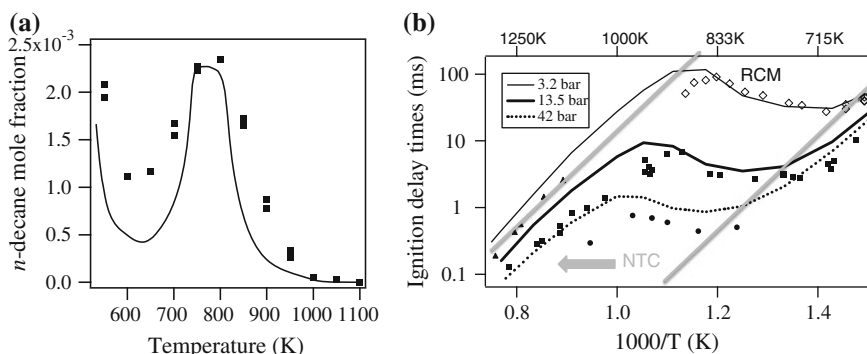 (a)
2.5x10-3
2.0
1.5
1.0
0.5
0.0
n-decane mole fraction
600 700 800 900 1000 1100
Temperature (K)
(b)
1250K 1000K 833K 715K
100
10
1
0.1
Ignition delay times (ms)
3.2 bar
13.5 bar
42 bar
RCM
NTC
0.8 1.0 1.2 1.4
1000/T (K)